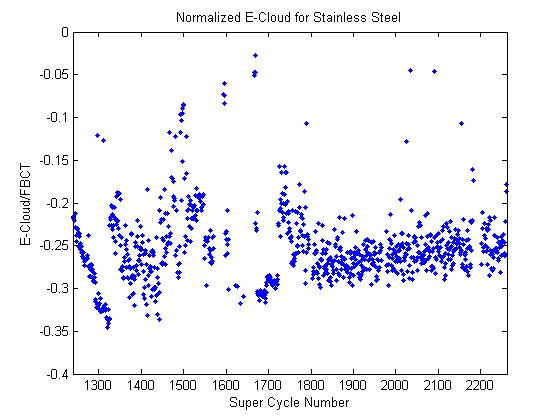 Normalized E-Cloud for Stainless Steel
0
-0.05
-0.1
-0.15
-0.2
-0.25
-0.3
-0.35
-0.4
E-Cloud/FBCT
1300 1400 1500 1600 1700 1800 1900 2000 2100 2200
Super Cycle Number